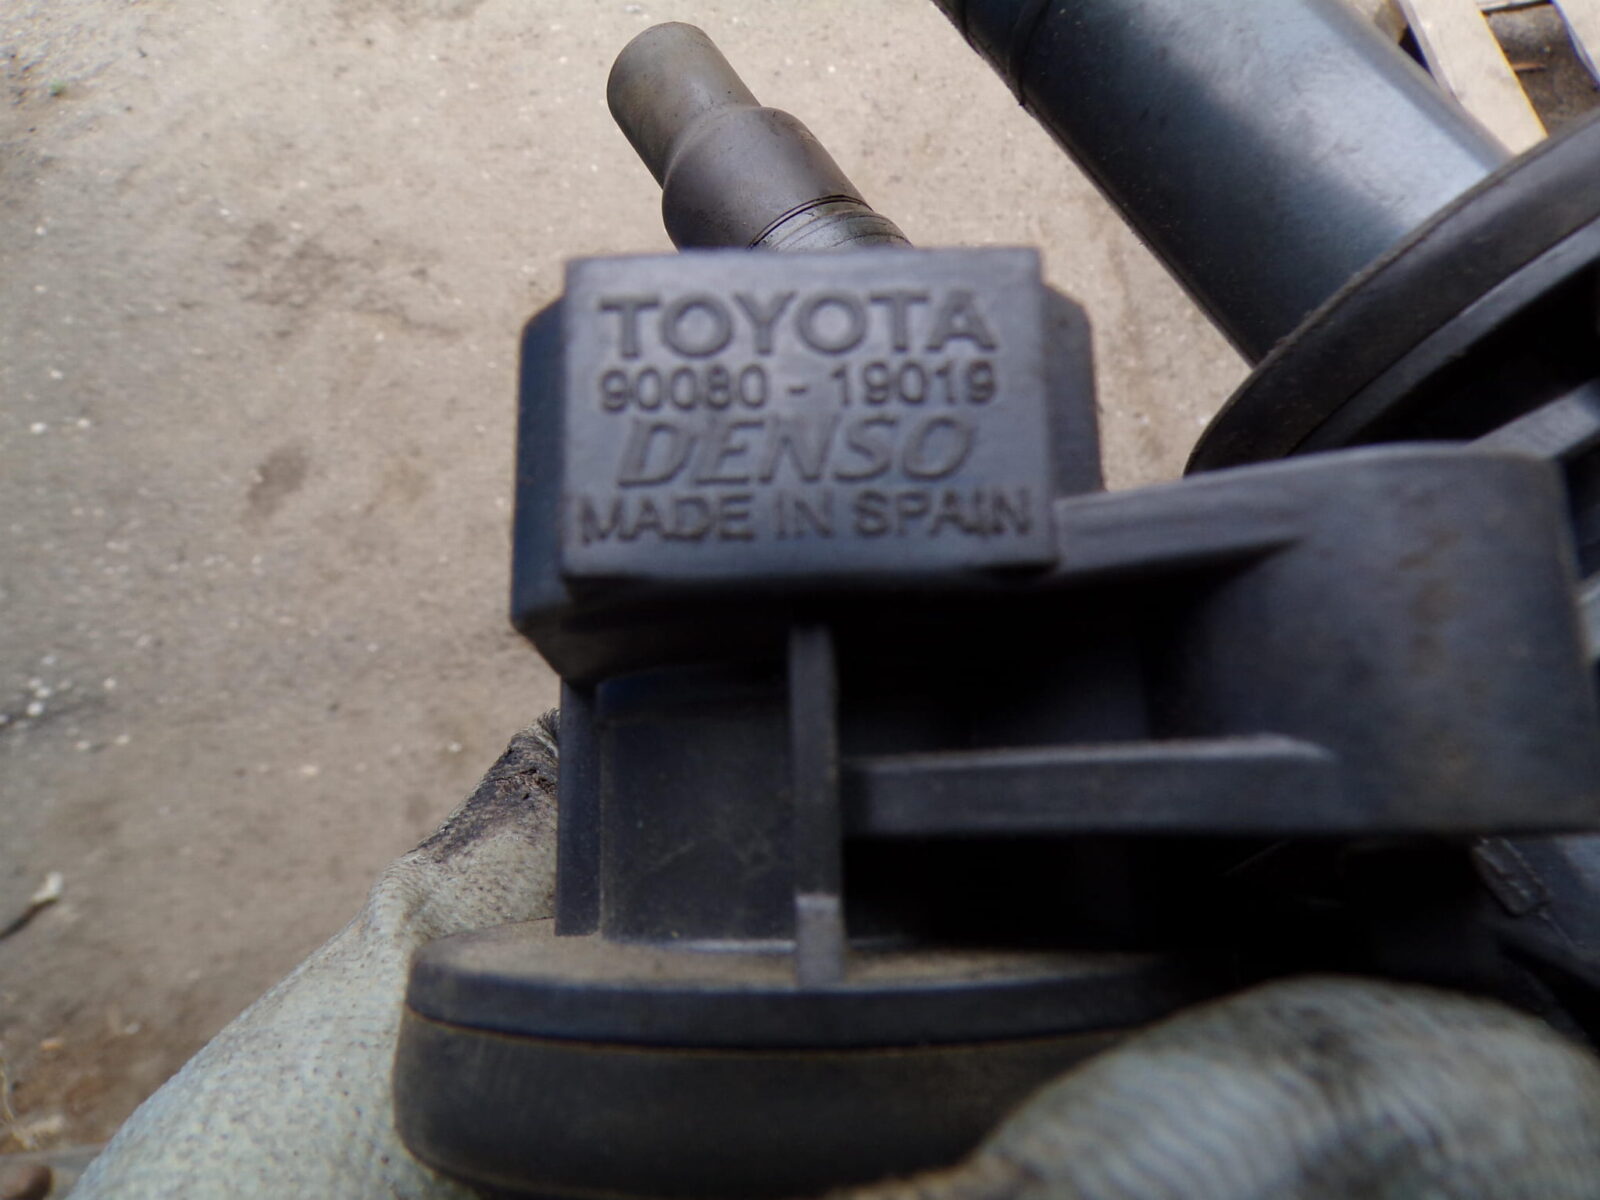 TOYOTA
90080-19019
DENSO
MADE IN SPAIN